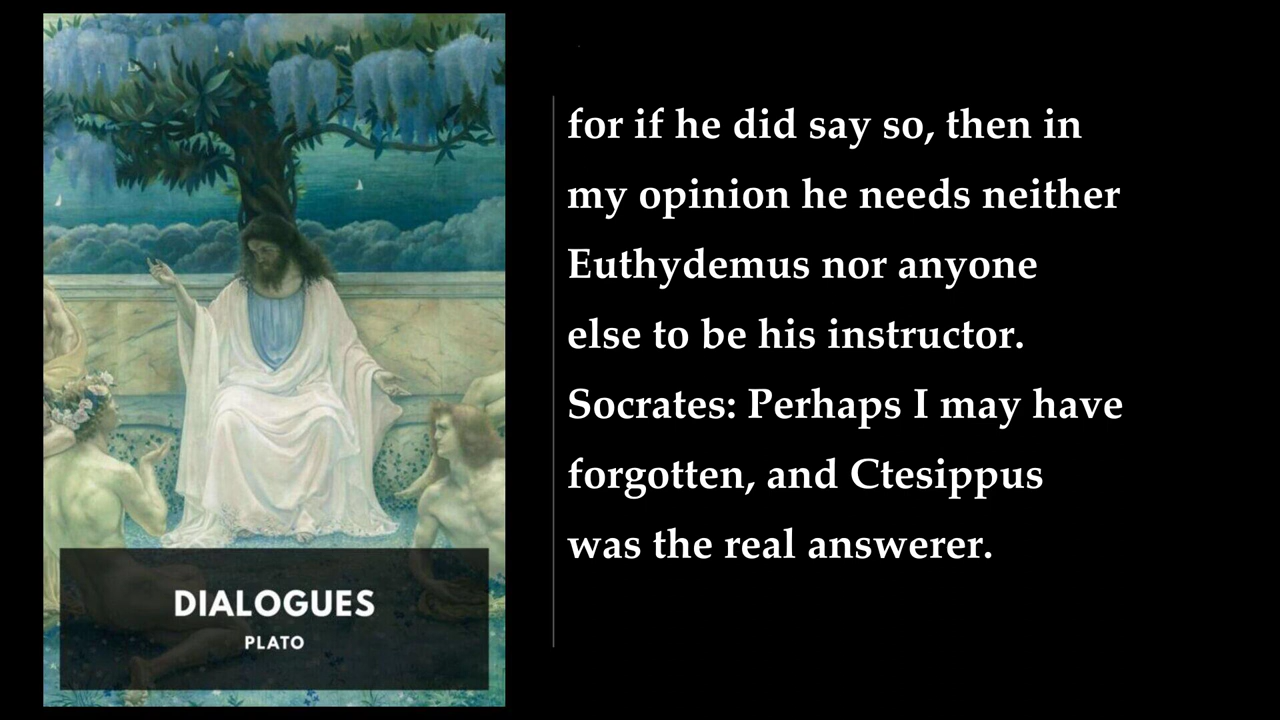 DIALOGUES
PLATO
for if he did say so, then in
my opinion he needs neither
Euthydemus nor anyone
else to be his instructor.
Socrates: Perhaps I may have
forgotten, and Ctesippus
was the real answerer.